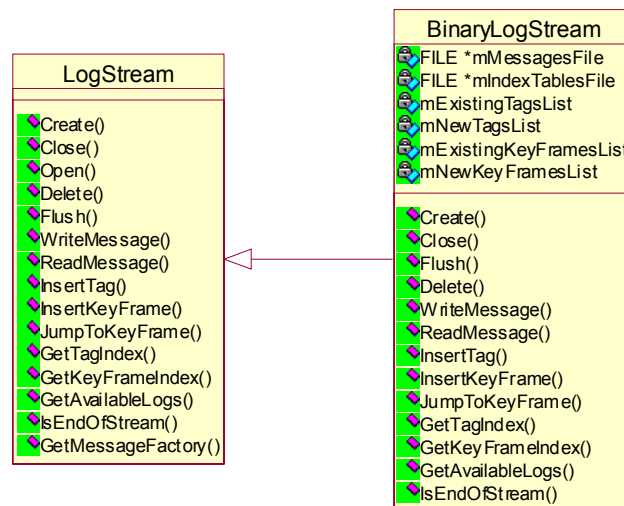 LogStream
Create()
Close()
Open()
Delete()
Flush()
WriteMessage()
ReadMessage()
InsertTag()
InsertKeyFrame()
JumpToKeyFrame()
GetTagIndex()
GetKeyFrameIndex()
GetAvailableLogs()
IsEndOfStream()
GetMessageFactory()
BinaryLogStream
FILE *mMessagesFile
FILE *mIndexTablesFile
mExistingTagsList
mNewTagsList
mExistingKeyFramesList
mNewKeyFramesList
Create()
Close()
Flush()
Delete()
WriteMessage()
ReadMessage()
InsertTag()
InsertKeyFrame()
JumpToKeyFrame()
GetTagIndex()
GetKeyFrameIndex()
GetAvailableLogs()
IsEndOfStream()